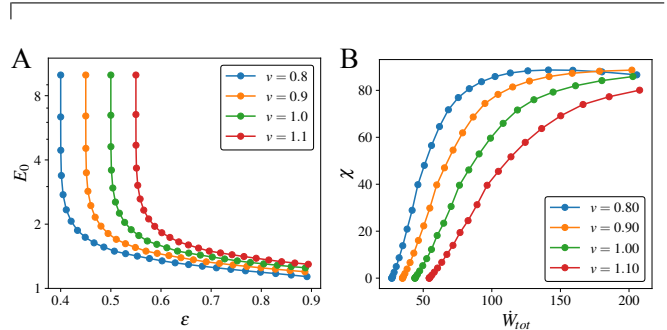 A
E0
8
4
2
1
0.4 0.5 0.6 0.7 0.8 0.9
ε
v = 0.8
v = 0.9
v = 1.0
v = 1.1
B
χ
80
60
40
20
0
50 100 150 200
Ẇtot
v = 0.80
v = 0.90
v = 1.00
v = 1.10